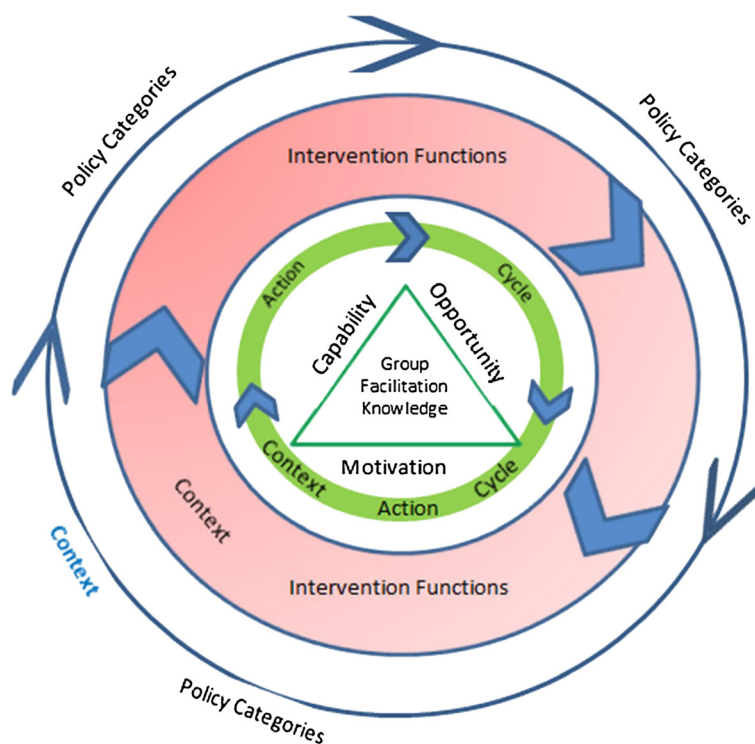 Policy Categories
Policy Categories
Intervention Functions
Action
Cycle
Capability
Opportunity
Group
Facilitation
Knowledge
Motivation
Context
Cycle
Action
Context
Context
Intervention Functions
Policy Categories